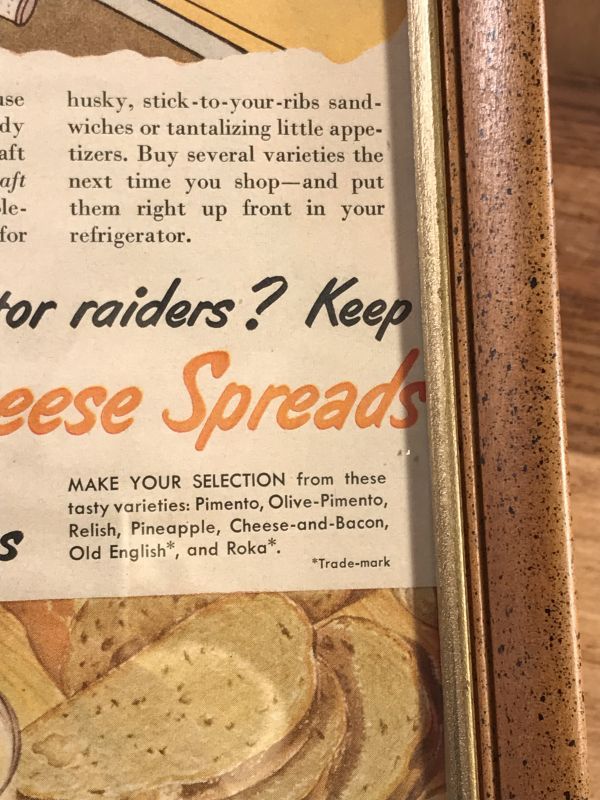 husky, stick-to-your-ribs sand-
dy wiches or tantalizing little appe-
tizers. Buy several varieties the
next time you shop—and put
them right up front in your
for refrigerator.
raiders? Keep
Spreads
MAKE YOUR SELECTION from these
tasty varieties: Pimento, Olive-Pimento,
Relish, Pineapple, Cheese-and-Bacon,
Old English*, and Roka*.
*Trade-mark